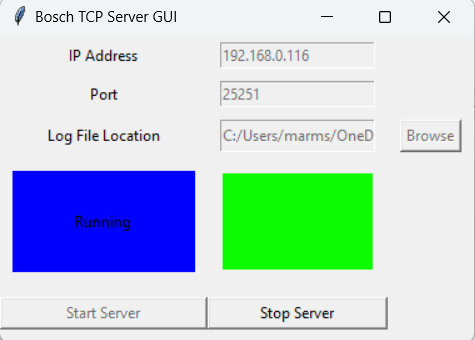 Bosch TCP Server GUI
IP Address 192.168.0.116
Port 25251
Log File Location C:/Users/marms/OneD Browse
Running
Start Server Stop Server